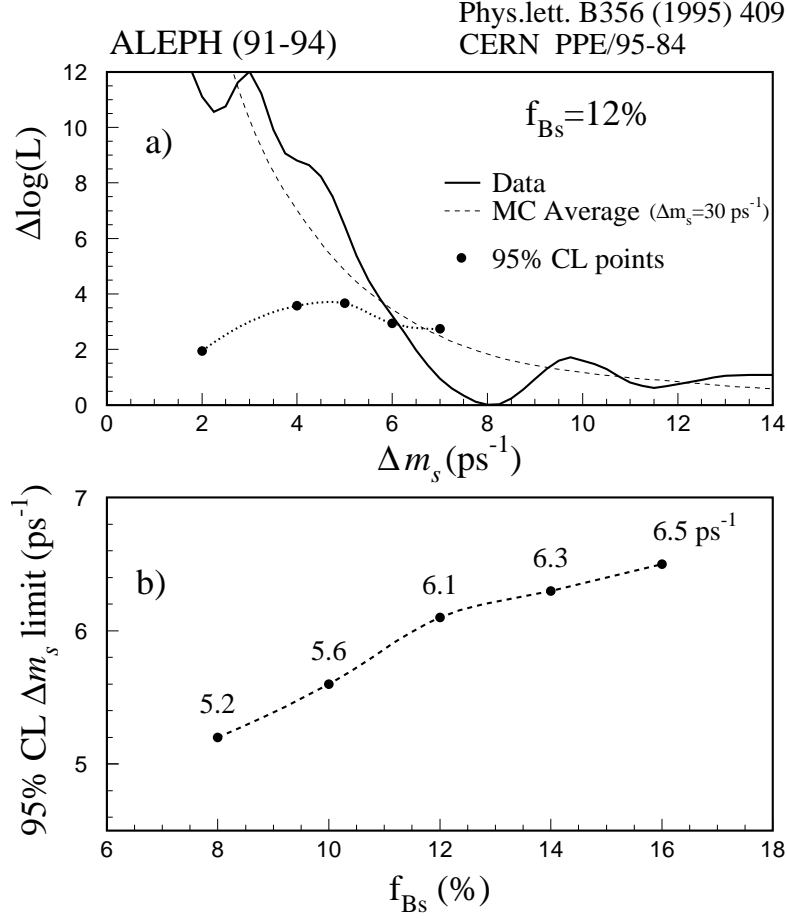 Phys.lett. B356 (1995) 409
ALEPH (91-94)
CERN PPE/95-84
12
10
8
6
4
2
0
Δlog(L)
a)
f_Bs=12%
Data
MC Average (Δm_s=30 ps⁻¹)
95% CL points
0 2 4 6 8 10 12 14
Δm_s(ps⁻¹)
7
6
5
95% CL Δm_s limit (ps⁻¹)
b)
5.2
5.6
6.1
6.3
6.5 ps⁻¹
6 8 10 12 14 16 18
f_Bs (%)